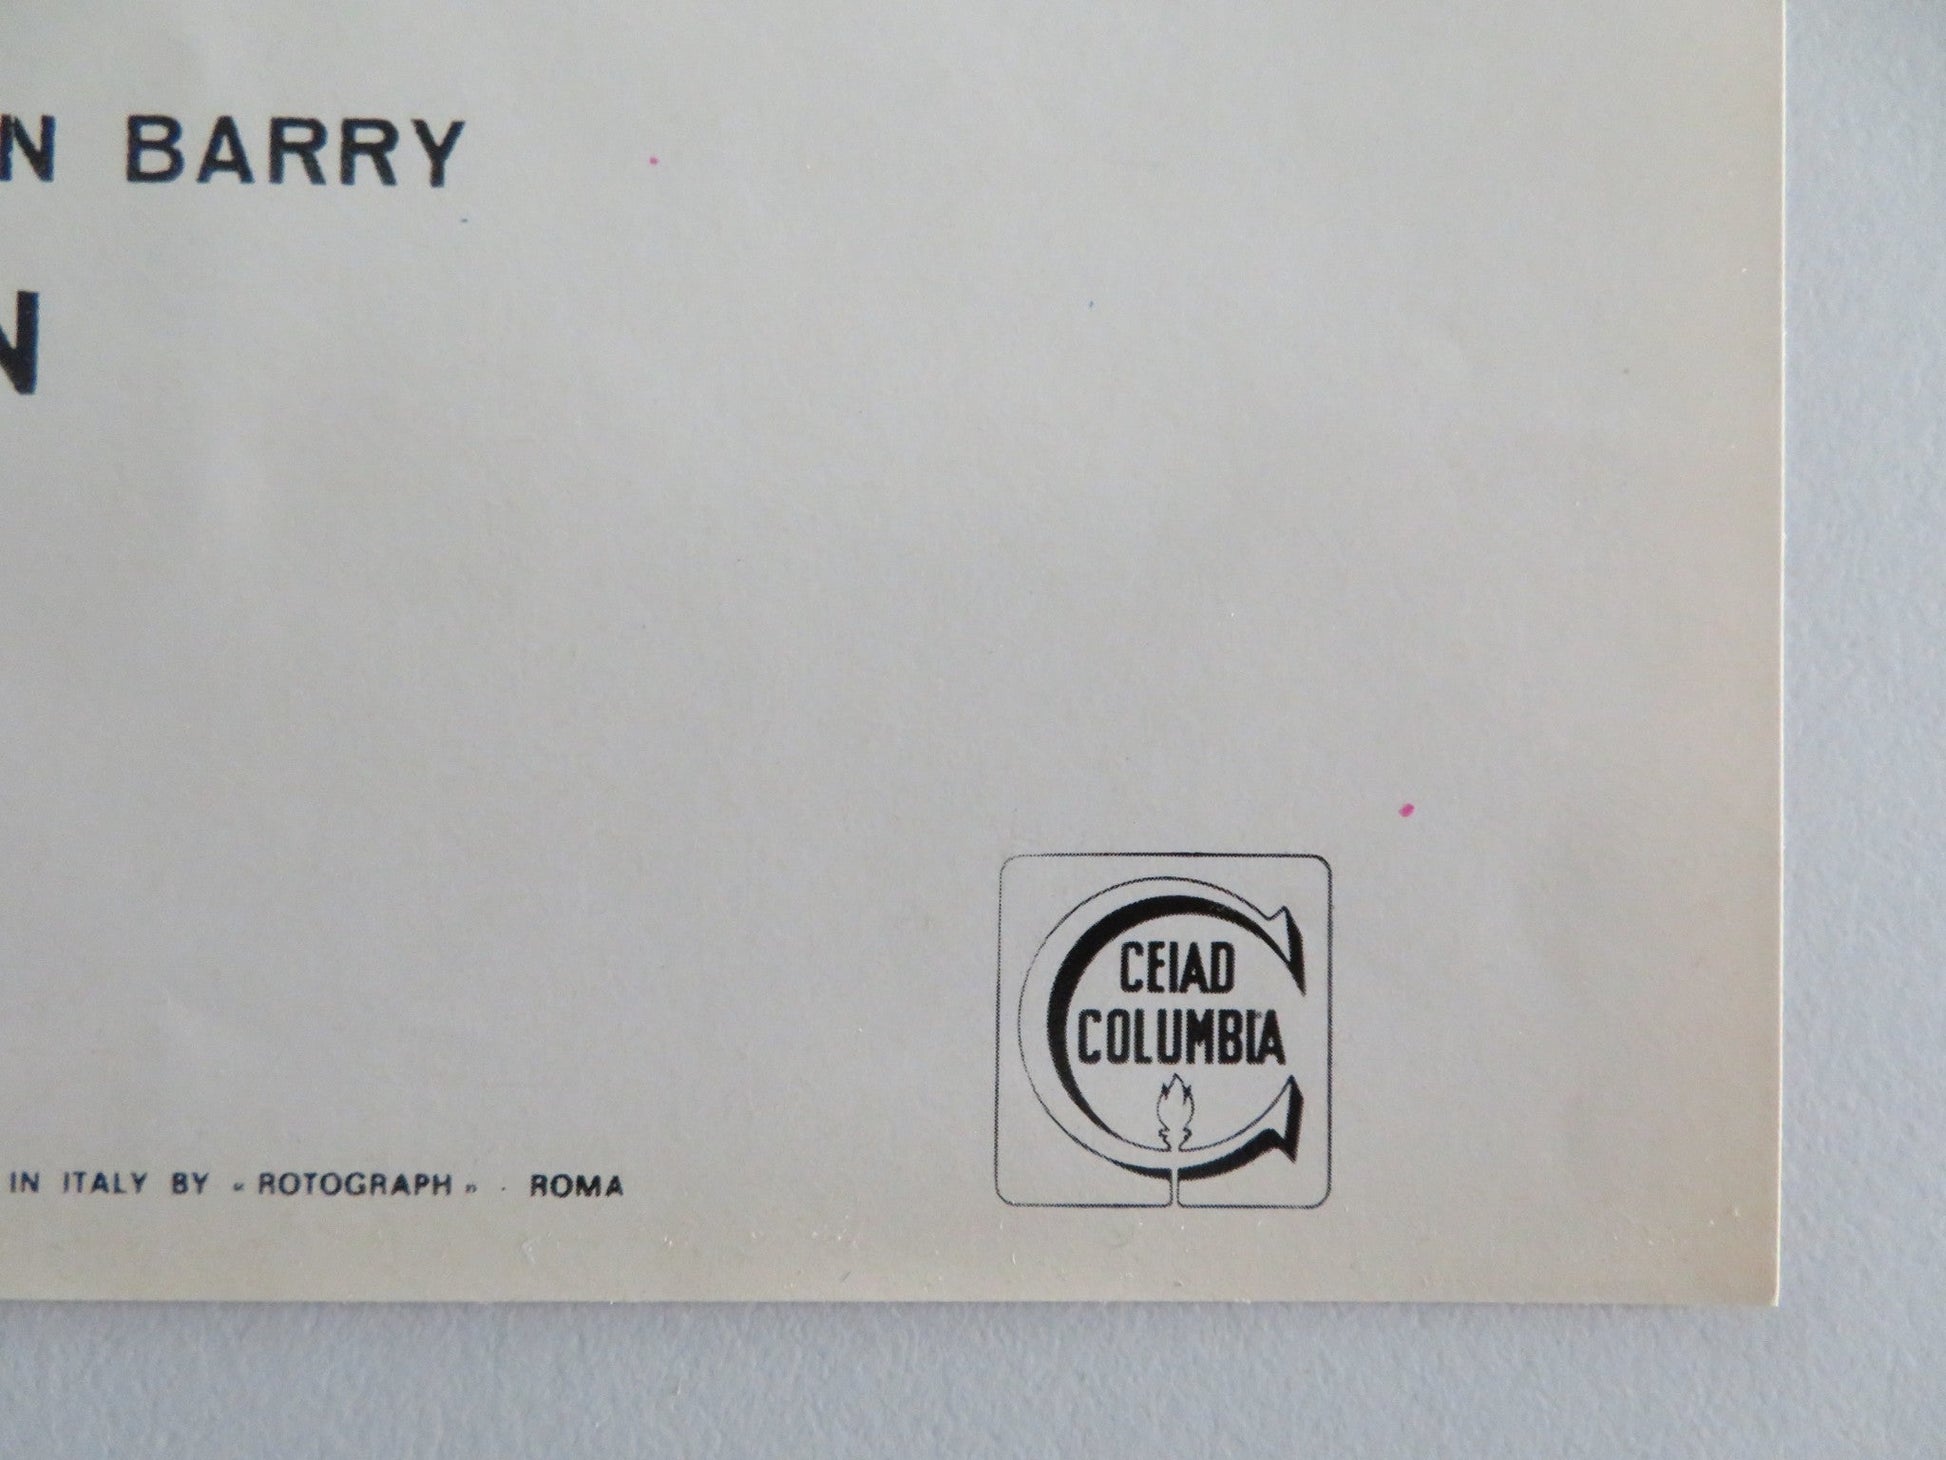 N BARRY
N
CEIAD
COLUMBIA
IN ITALY BY « ROTOGRAPH » · ROMA